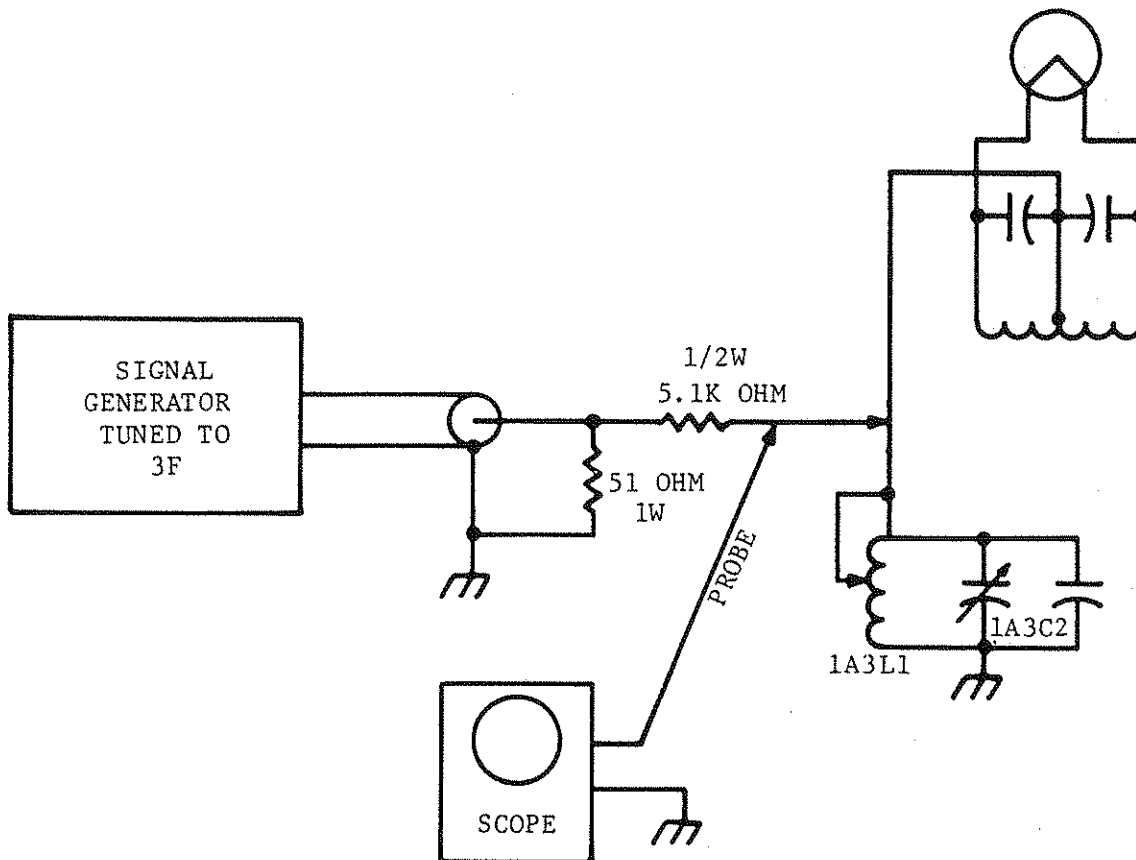 SIGNAL
GENERATOR
TUNED TO
3F
1/2W
5.1K OHM
51 OHM
1W
PROBE
1A3C2
1A3L1
SCOPE